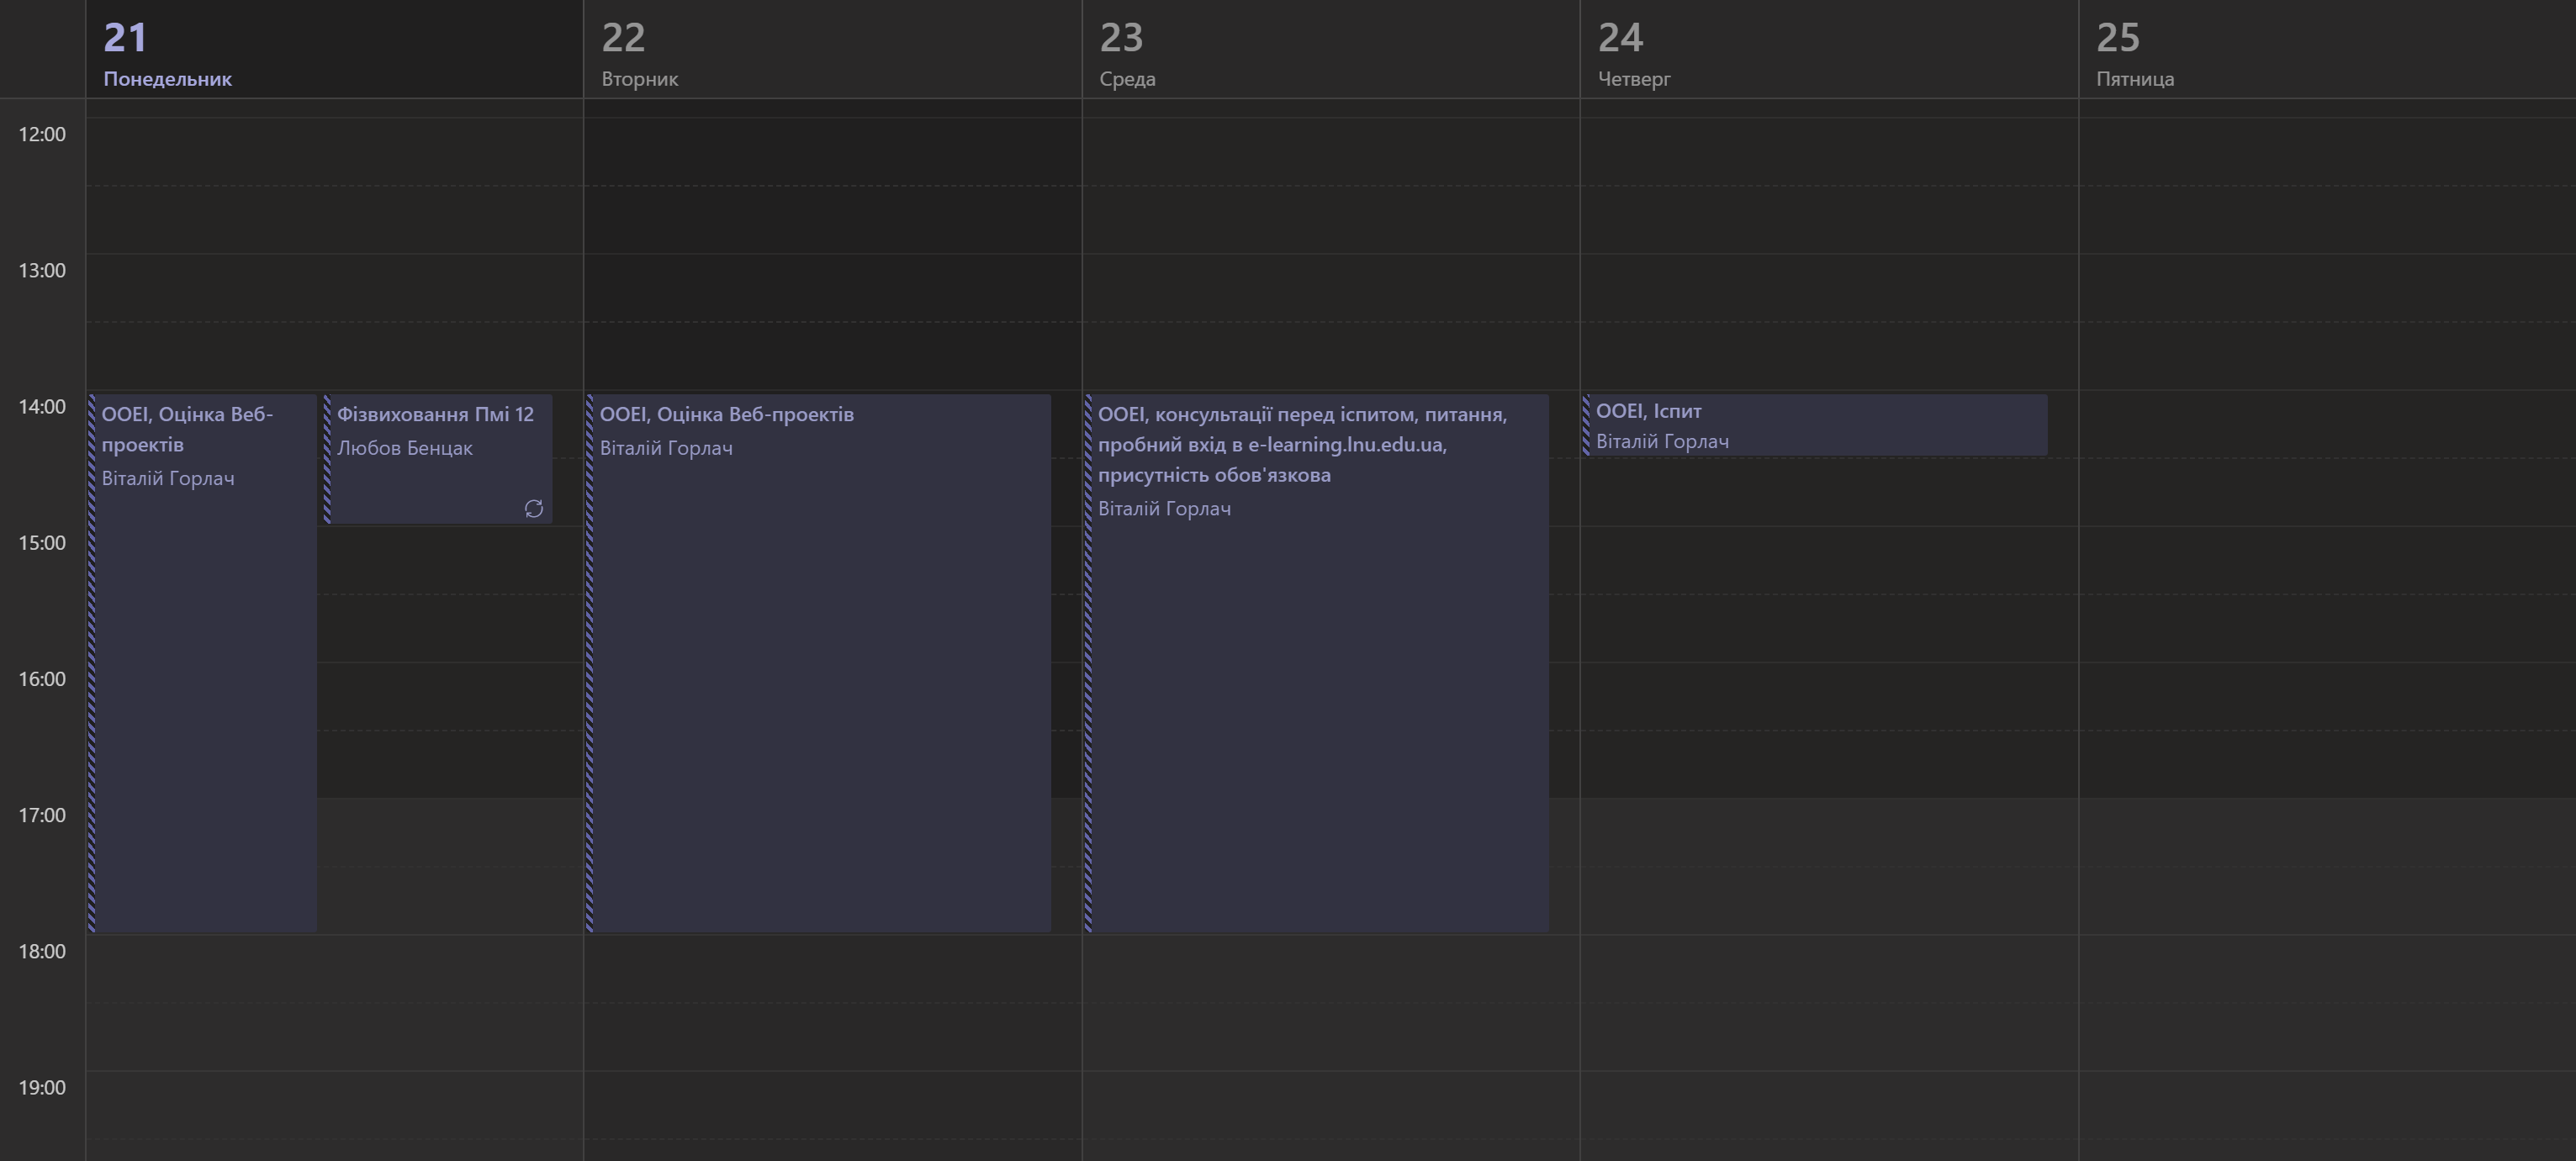 21
Понедельник
22
Вторник
23
Среда
24
Четверг
25
Пятница
12:00
13:00
14:00
15:00
16:00
17:00
18:00
19:00
ООЕІ, Оцінка Веб-
проектів
Віталій Горлач
Фізвиховання Пмі 12
Любов Бенцак
ООЕІ, Оцінка Веб-проектів
Віталій Горлач
ООЕІ, консультації перед іспитом, питання,
пробний вхід в e-learning.lnu.edu.ua,
присутність обов'язкова
Віталій Горлач
ООЕІ, Іспит
Віталій Горлач